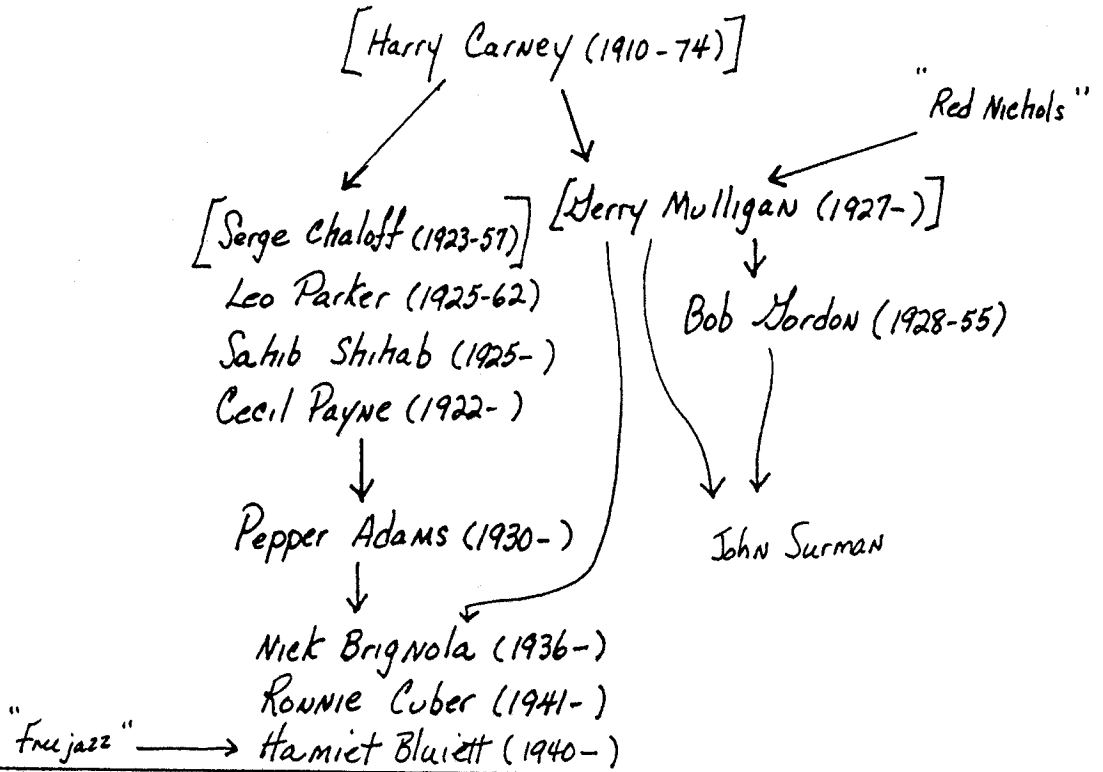 [Harry Carney (1910-74)]
"Red Nichols"
[Serge Chaloff (1923-57)]
[Gerry Mulligan (1927-)]
Leo Parker (1925-62)
Bob Gordon (1928-55)
Sahib Shihab (1925- )
Cecil Payne (1922- )
Pepper Adams (1930-)
John Surman
Nick Brignola (1936-)
Ronnie Cuber (1941-)
"Free jazz"
Hamiet Bluiett (1940-)